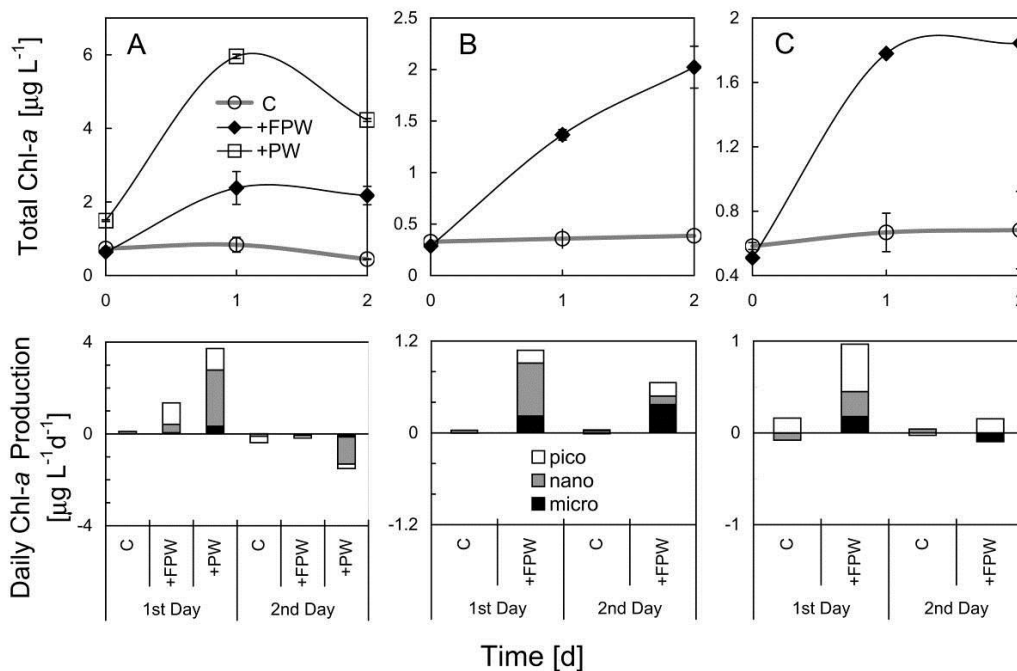 Total Chl-a [µg L⁻¹]
A
6
4
2
0
C
+FPW
+PW
0 1 2
B
2.5
2
1.5
1
0.5
0
0 1 2
C
2
1.6
1.2
0.8
0.4
0 1 2
Daily Chl-a Production
[µg L⁻¹d⁻¹]
4
2
0
-2
-4
C +FPW +PW C +FPW +PW
1st Day 2nd Day
1.2
0
-1.2
pico
nano
micro
C +FPW C +FPW
1st Day 2nd Day
1
0
-1
C +FPW C +FPW
1st Day 2nd Day
Time [d]